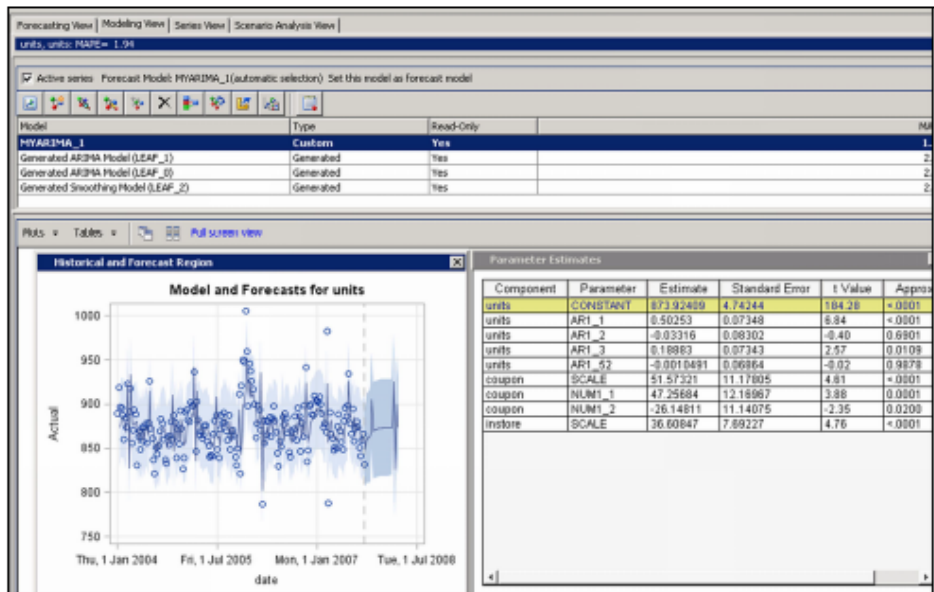 Forecasting View Modeling View Series View Scenario Analysis View
units, units: MAPE= 1.94
Active series Forecast Model: MYARIMA_1(automatic selection) Set this model as forecast model
Model Type Read-Only MA
MYARIMA_1 Custom Yes 1.
Generated ARIMA Model (LEAF_1) Generated Yes 2.
Generated ARIMA Model (LEAF_0) Generated Yes 2.
Generated Smoothing Model (LEAF_2) Generated Yes 2.
Plots Tables Full screen view
Historical and Forecast Region
Model and Forecasts for units
1000
950
900
850
800
750
Actual
Thu, 1 Jan 2004 Fri, 1 Jul 2005 Mon, 1 Jan 2007 Tue, 1 Jul 2008
date
Parameter Estimates
Component Parameter Estimate Standard Error t Value Approx
units CONSTANT 873.92409 4.74244 184.28 <.0001
units AR1_1 0.50253 0.07348 6.84 <.0001
units AR1_2 -0.03316 0.08302 -0.40 0.6901
units AR1_3 0.18883 0.07343 2.57 0.0109
units AR1_52 -0.0010491 0.06864 -0.02 0.9878
coupon SCALE 51.57321 11.17805 4.61 <.0001
coupon NUM1_1 47.25684 12.16967 3.88 0.0001
coupon NUM1_2 -26.14811 11.14075 -2.35 0.0200
instore SCALE 36.60847 7.69227 4.76 <.0001